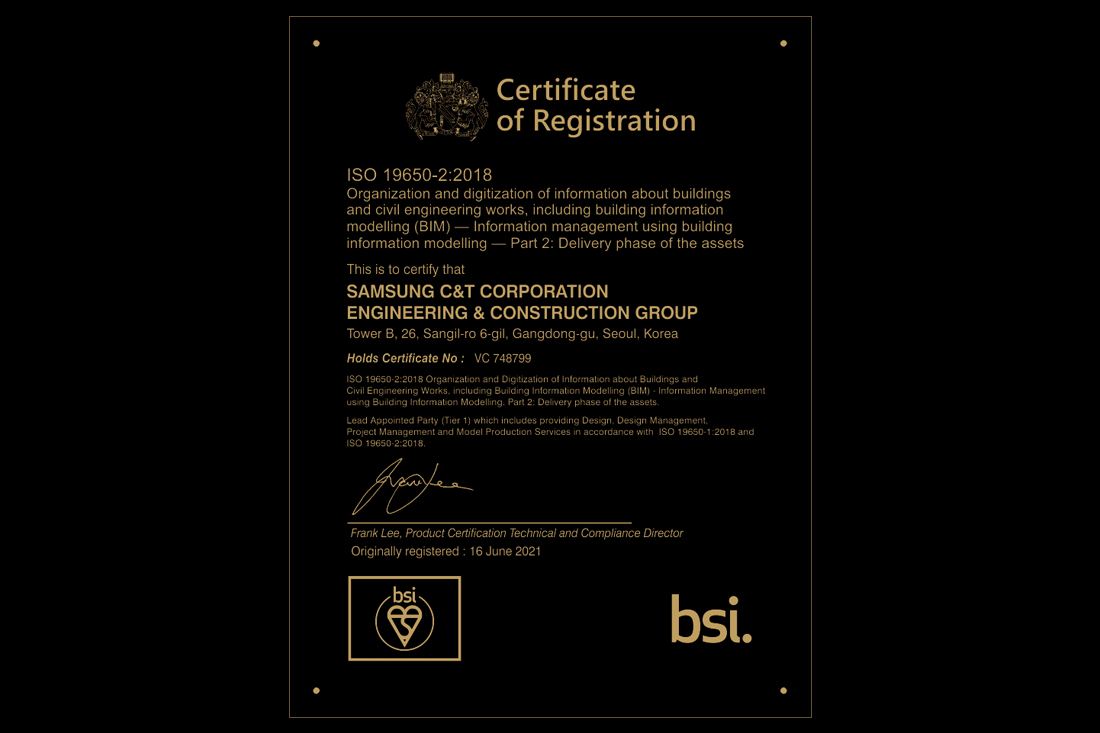 Certificate
of Registration
ISO 19650-2:2018
Organization and digitization of information about buildings
and civil engineering works, including building information
modelling (BIM) — Information management using building
information modelling — Part 2: Delivery phase of the assets
This is to certify that
SAMSUNG C&T CORPORATION
ENGINEERING & CONSTRUCTION GROUP
Tower B, 26, Sangil-ro 6-gil, Gangdong-gu, Seoul, Korea
Holds Certificate No : VC 748799
ISO 19650-2:2018 Organization and Digitization of Information about Buildings and
Civil Engineering Works, including Building Information Modelling (BIM) - Information Management
using Building Information Modelling. Part 2: Delivery phase of the assets.
Lead Appointed Party (Tier 1) which includes providing Design, Design Management,
Project Management and Model Production Services in accordance with ISO 19650-1:2018 and
ISO 19650-2:2018.
Frank Lee, Product Certification Technical and Compliance Director
Originally registered : 16 June 2021
bsi
bsi.